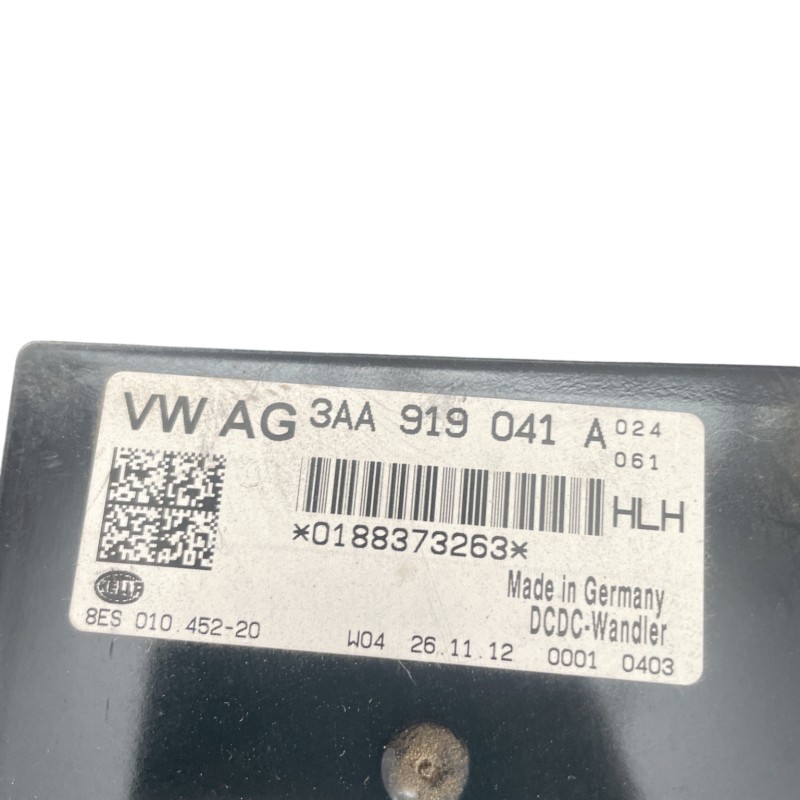 VW AG 3AA 919 041 A 024
061
HLH
*0188373263*
Made in Germany
HELLA
8ES 010.452-20
DCDC-Wandler
W04 26.11.12 0001 0403